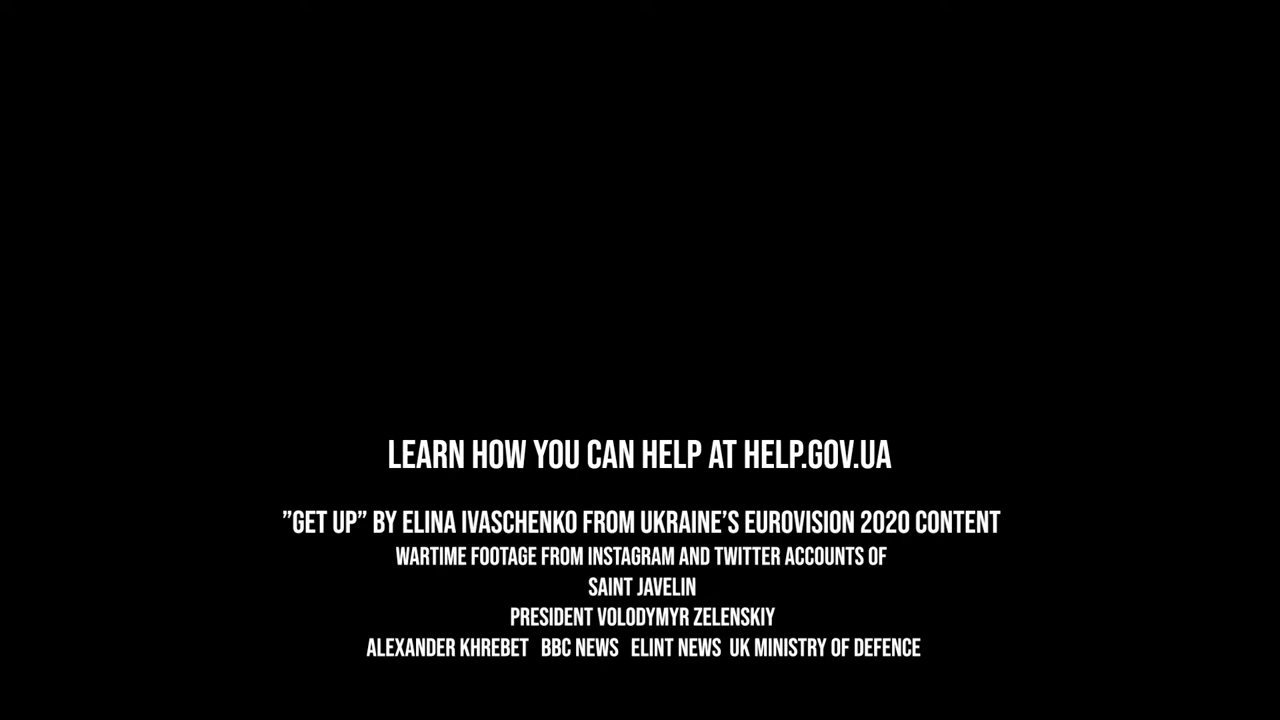 LEARN HOW YOU CAN HELP AT HELP.GOV.UA
”GET UP” BY ELINA IVASCHENKO FROM UKRAINE’S EUROVISION 2020 CONTENT
WARTIME FOOTAGE FROM INSTAGRAM AND TWITTER ACCOUNTS OF
SAINT JAVELIN
PRESIDENT VOLODYMYR ZELENSKIY
ALEXANDER KHREBET BBC NEWS ELINT NEWS UK MINISTRY OF DEFENCE